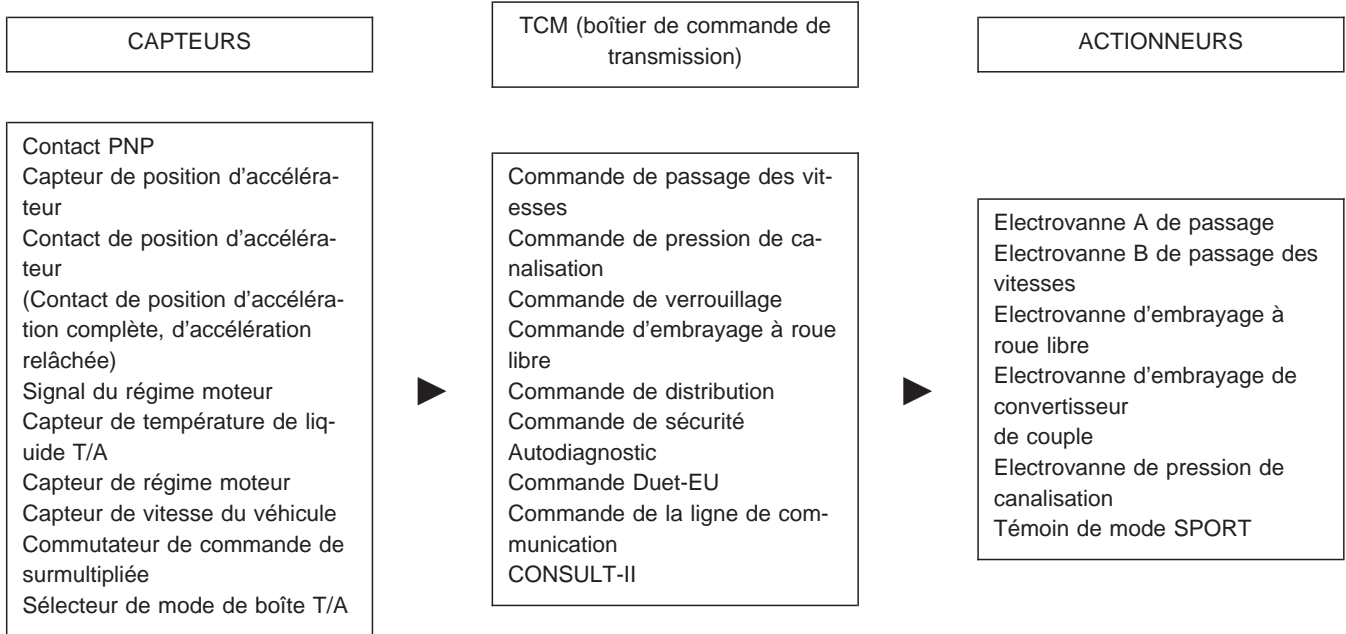 CAPTEURS
TCM (boîtier de commande de
transmission)
ACTIONNEURS
Contact PNP
Capteur de position d'accéléra-
teur
Contact de position d'accéléra-
teur
(Contact de position d'accéléra-
tion complète, d'accélération
relâchée)
Signal du régime moteur
Capteur de température de liq-
uide T/A
Capteur de régime moteur
Capteur de vitesse du véhicule
Commutateur de commande de
surmultipliée
Sélecteur de mode de boîte T/A
Commande de passage des vit-
esses
Commande de pression de ca-
nalisation
Commande de verrouillage
Commande d'embrayage à roue
libre
Commande de distribution
Commande de sécurité
Autodiagnostic
Commande Duet-EU
Commande de la ligne de com-
munication
CONSULT-II
Electrovanne A de passage
Electrovanne B de passage des
vitesses
Electrovanne d'embrayage à
roue libre
Electrovanne d'embrayage de
convertisseur
de couple
Electrovanne de pression de
canalisation
Témoin de mode SPORT